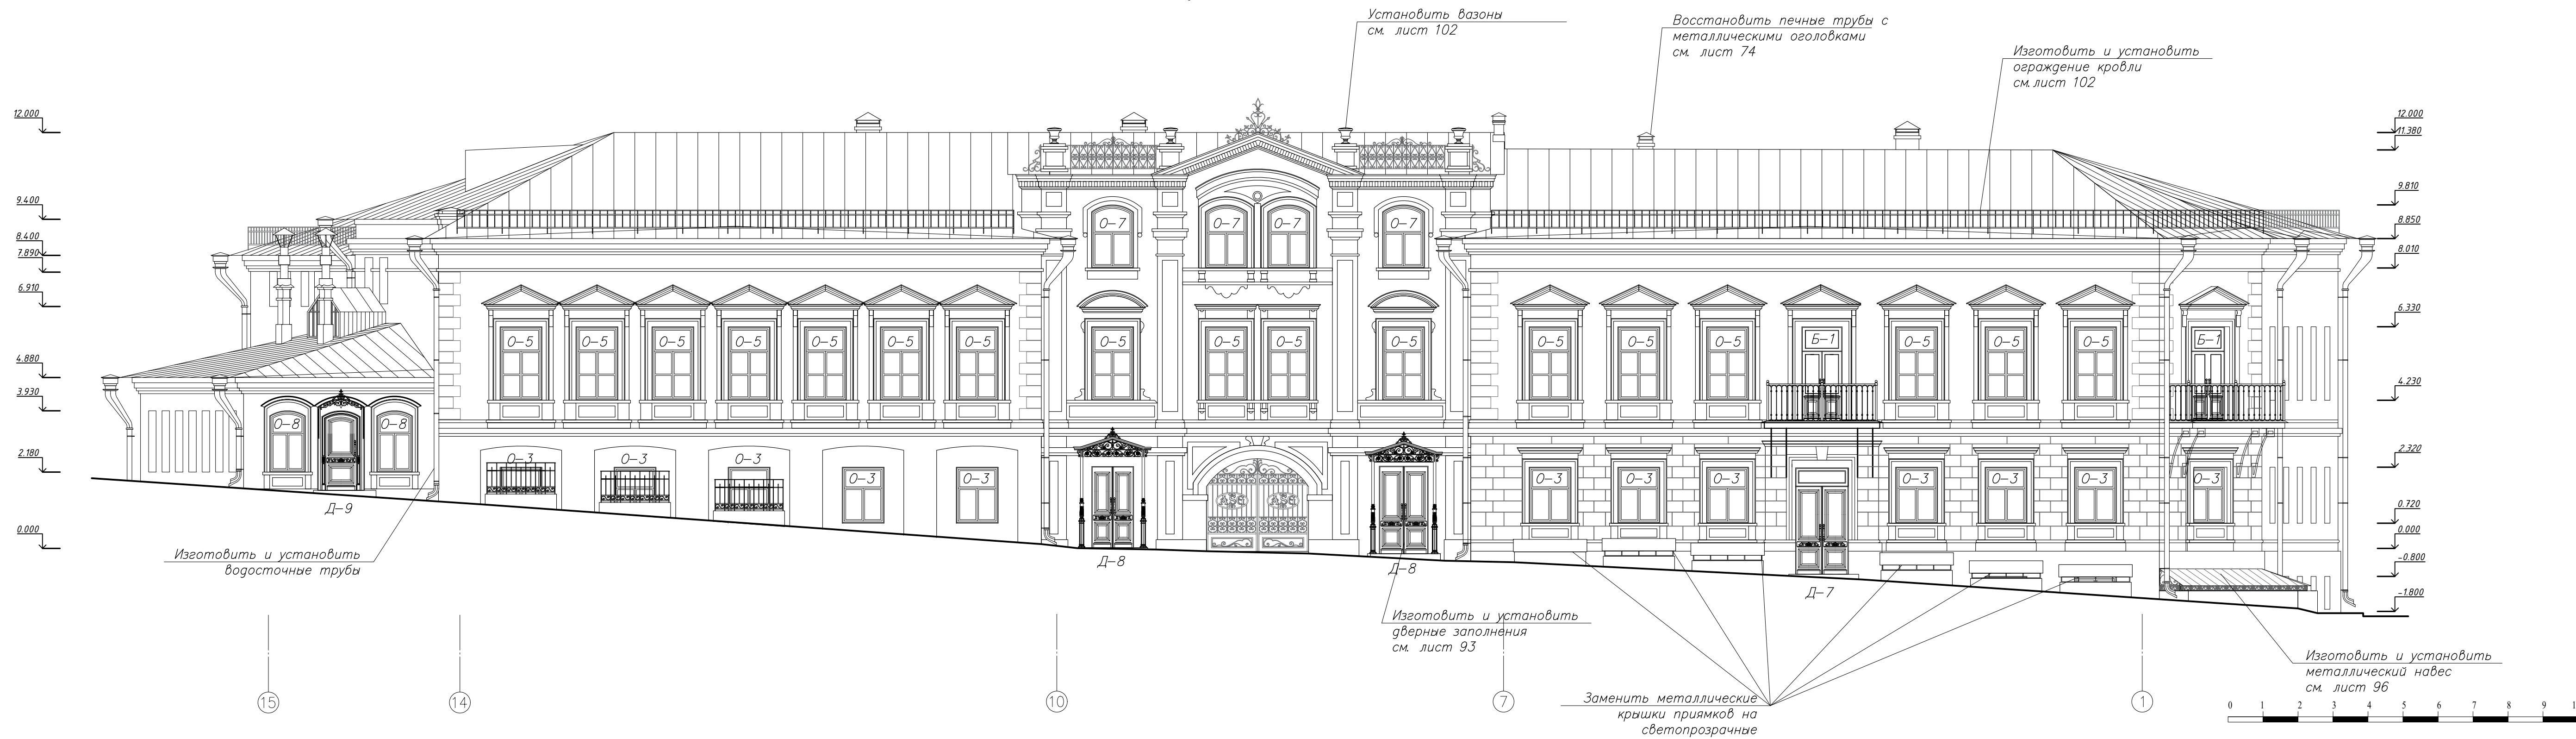 Установить вазоны
см. лист 102
Восстановить печные трубы с
металлическими оголовками
см. лист 74
Изготовить и установить
ограждение кровли
см.лист 102
12.000
9.400
8.400
7.890
6.910
4.880
3.930
2.180
0.000
12.000
11.380
9.810
8.850
8.010
6.330
4.230
2.320
0.720
0.000
-0.800
-1.800
О-7 О-7 О-7 О-7
О-5 О-5 О-5 О-5 О-5 О-5 О-5 О-5 О-5 О-5 О-5 О-5 О-5 О-5 Б-1 О-5 О-5 О-5 Б-1
О-8 О-8
О-3 О-3 О-3 О-3 О-3 О-3 О-3 О-3 О-3 О-3 О-3 О-3
Д-9
Д-8
Д-8
Д-7
Изготовить и установить
водосточные трубы
Изготовить и установить
дверные заполнения
см. лист 93
Заменить металлические
крышки приямков на
светопрозрачные
Изготовить и установить
металлический навес
см. лист 96
15 14 10 7 1
0 1 2 3 4 5 6 7 8 9